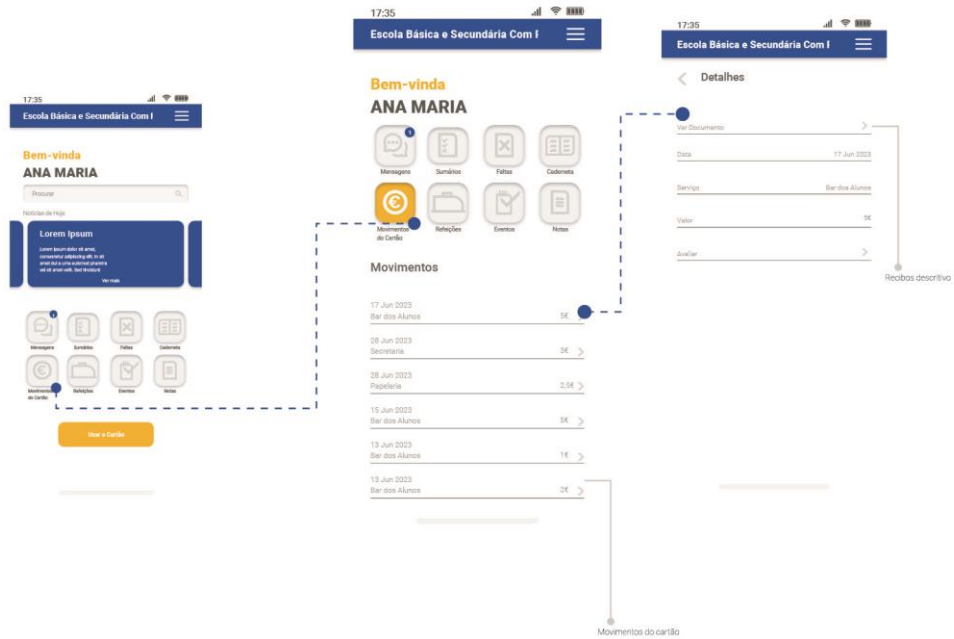 17:35
Escola Básica e Secundária Com I
Bem-vinda
ANA MARIA
Procurar
Notícias de Hoje
Lorem Ipsum
Lorem ipsum dolor sit amet,
consectetur adipiscing elit. In sit
amet dui a urna euismod pharetra
vel sit amet velit. Sed tincidunt
Ver mais
1
Mensagens
Sumários
Faltas
Caderneta
Movimentos
do Cartão
Refeições
Eventos
Notas
Usar o Cartão
17:35
Escola Básica e Secundária Com F
Bem-vinda
ANA MARIA
1
Mensagens
Sumários
Faltas
Caderneta
Movimentos
do Cartão
Refeições
Eventos
Notas
Movimentos
17 Jun 2023
Bar dos Alunos 5€
28 Jun 2023
Secretaria 3€
28 Jun 2023
Papelaria 2,5€
15 Jun 2023
Bar dos Alunos 5€
13 Jun 2023
Bar dos Alunos 1€
13 Jun 2023
Bar dos Alunos 3€
Movimentos do cartão
17:35
Escola Básica e Secundária Com F
Detalhes
Ver Documento
Data 17 Jun 2023
Serviço Bar dos Alunos
Valor 5€
Avaliar
Recibos descritivo